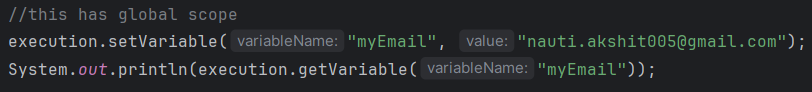 //this has global scope
execution.setVariable( variableName: "myEmail", value: "nauti.akshit005@gmail.com");
System.out.println(execution.getVariable( variableName: "myEmail"));